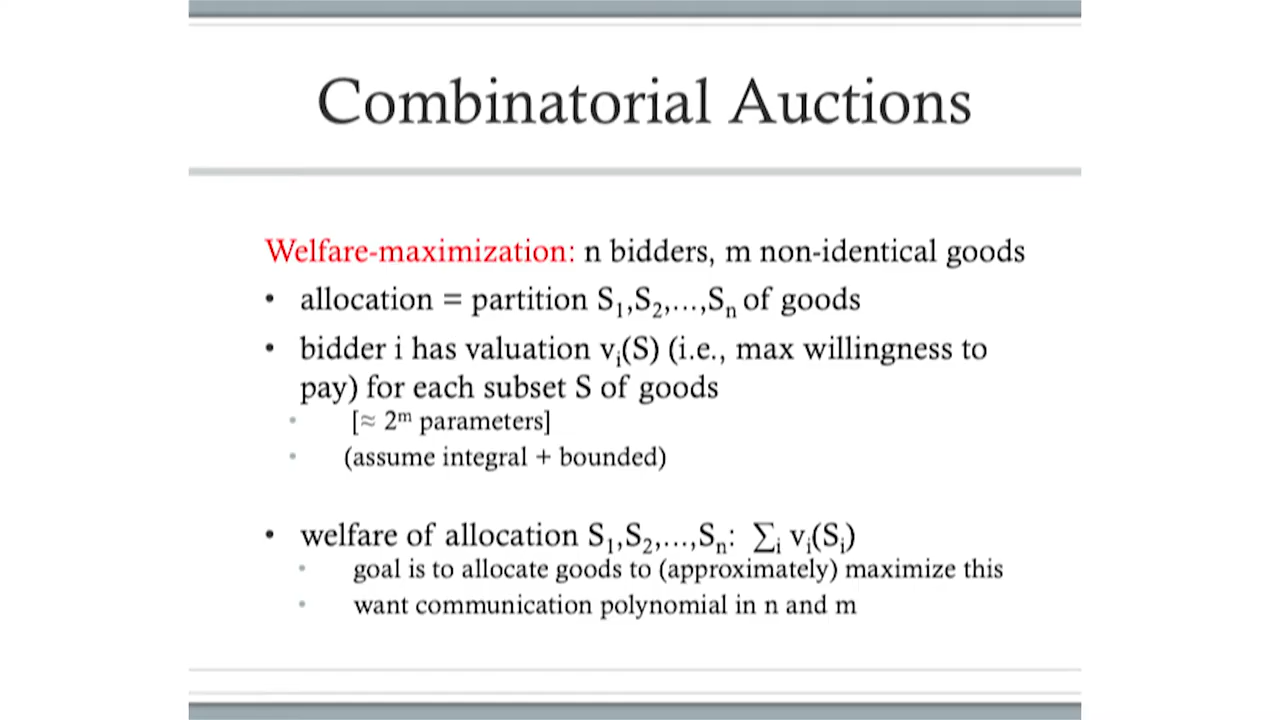 Combinatorial Auctions
Welfare-maximization: n bidders, m non-identical goods
• allocation = partition S₁,S₂,...,Sₙ of goods
• bidder i has valuation vᵢ(S) (i.e., max willingness to
pay) for each subset S of goods
• [≈ 2ᵐ parameters]
• (assume integral + bounded)
• welfare of allocation S₁,S₂,...,Sₙ: ∑ᵢ vᵢ(Sᵢ)
• goal is to allocate goods to (approximately) maximize this
• want communication polynomial in n and m